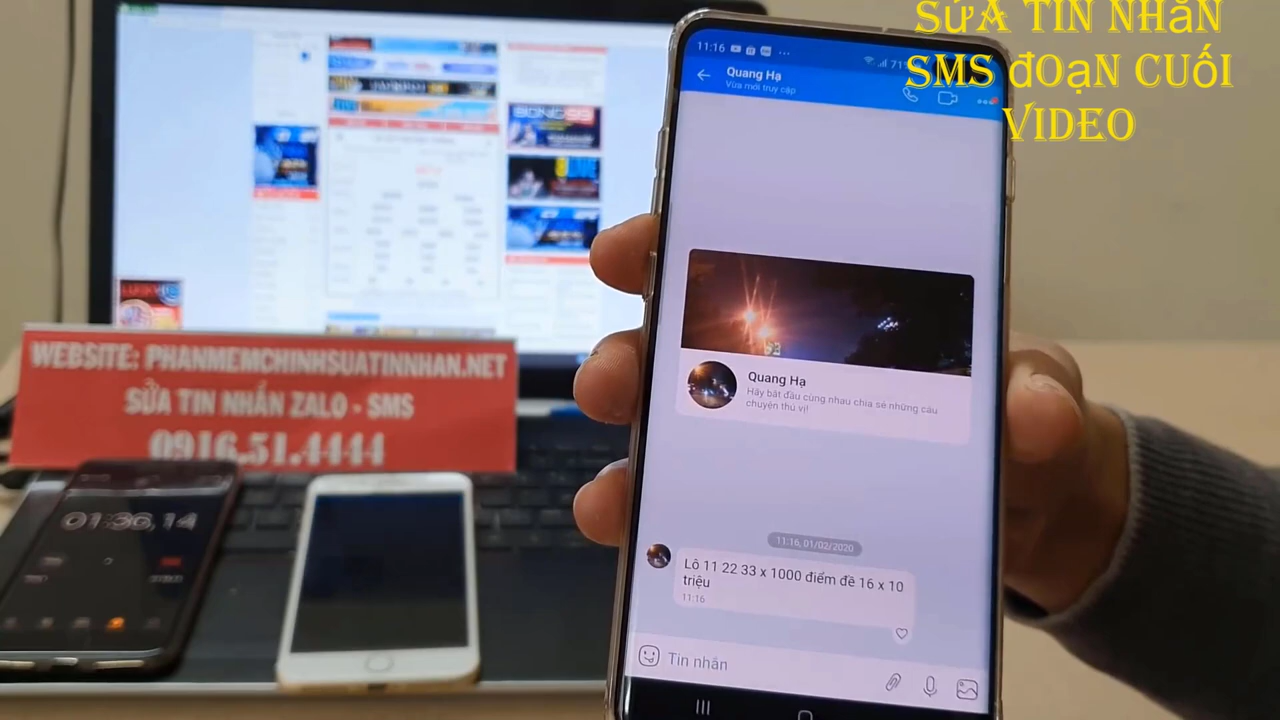 SỬA TIN NHẮN
SMS ĐOẠN CUỐI
VIDEO
11:16
71
Quang Hạ
Vừa mới truy cập
Quang Hạ
Hãy bắt đầu cùng nhau chia sẻ những câu
chuyện thú vị!
11:16, 01/02/2020
Lô 11 22 33 x 1000 điểm đề 16 x 10
triệu
11:16
Tin nhắn
WEBSITE: PHANMEMCHINHSUATINNHAN.NET
SỬA TIN NHẮN ZALO - SMS
0916.51.4444
01:36,14